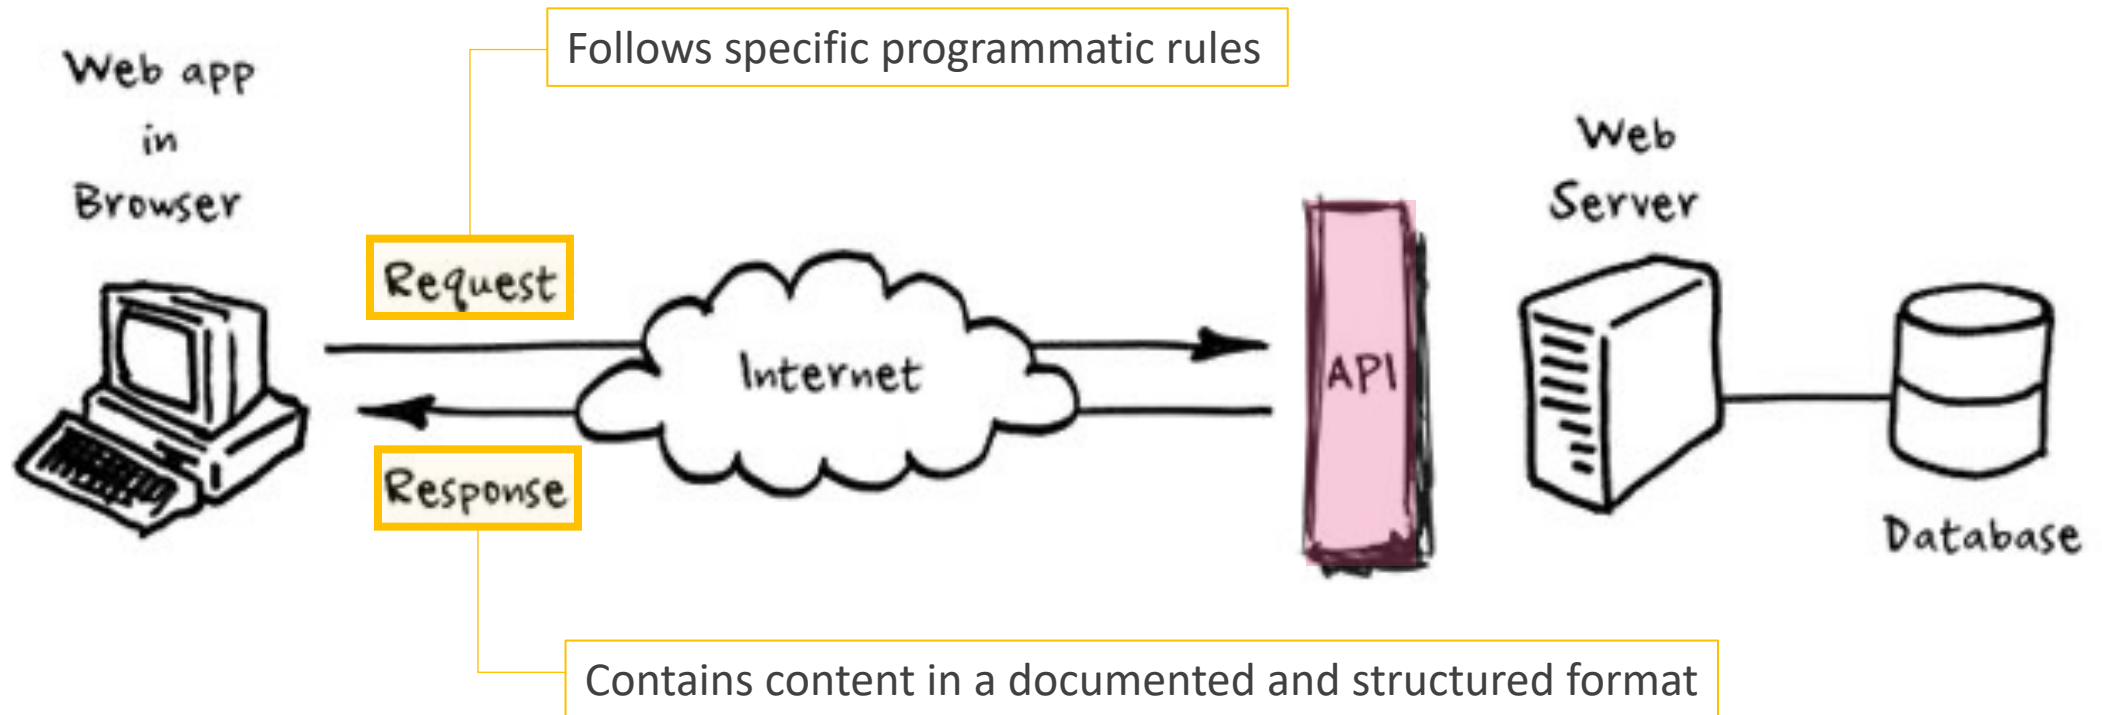 Follows specific programmatic rules
Web app
in
Browser
Web
Server
Request
Internet
API
Response
Database
Contains content in a documented and structured format